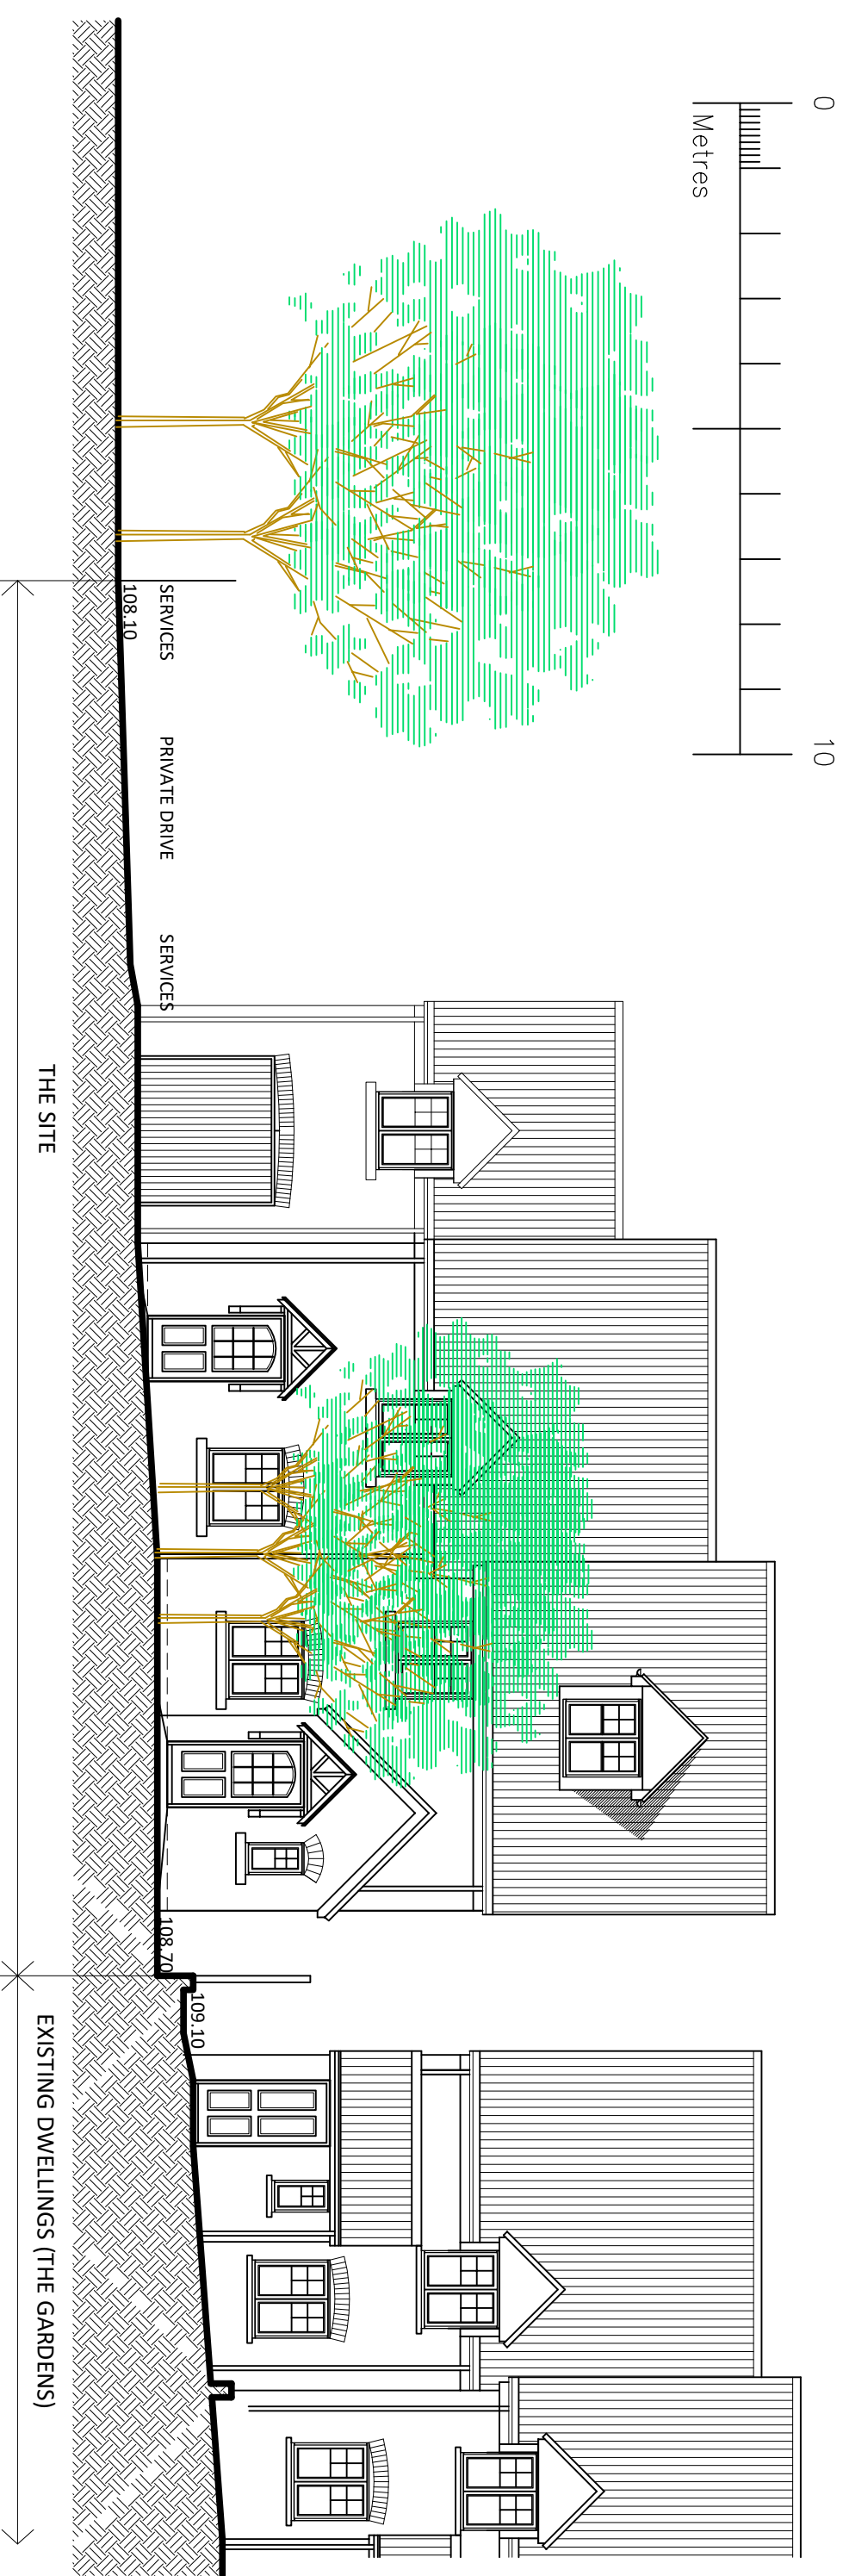 0 10
Metres
SERVICES PRIVATE DRIVE SERVICES
108.10
108.70
109.10
THE SITE
EXISTING DWELLINGS (THE GARDENS)